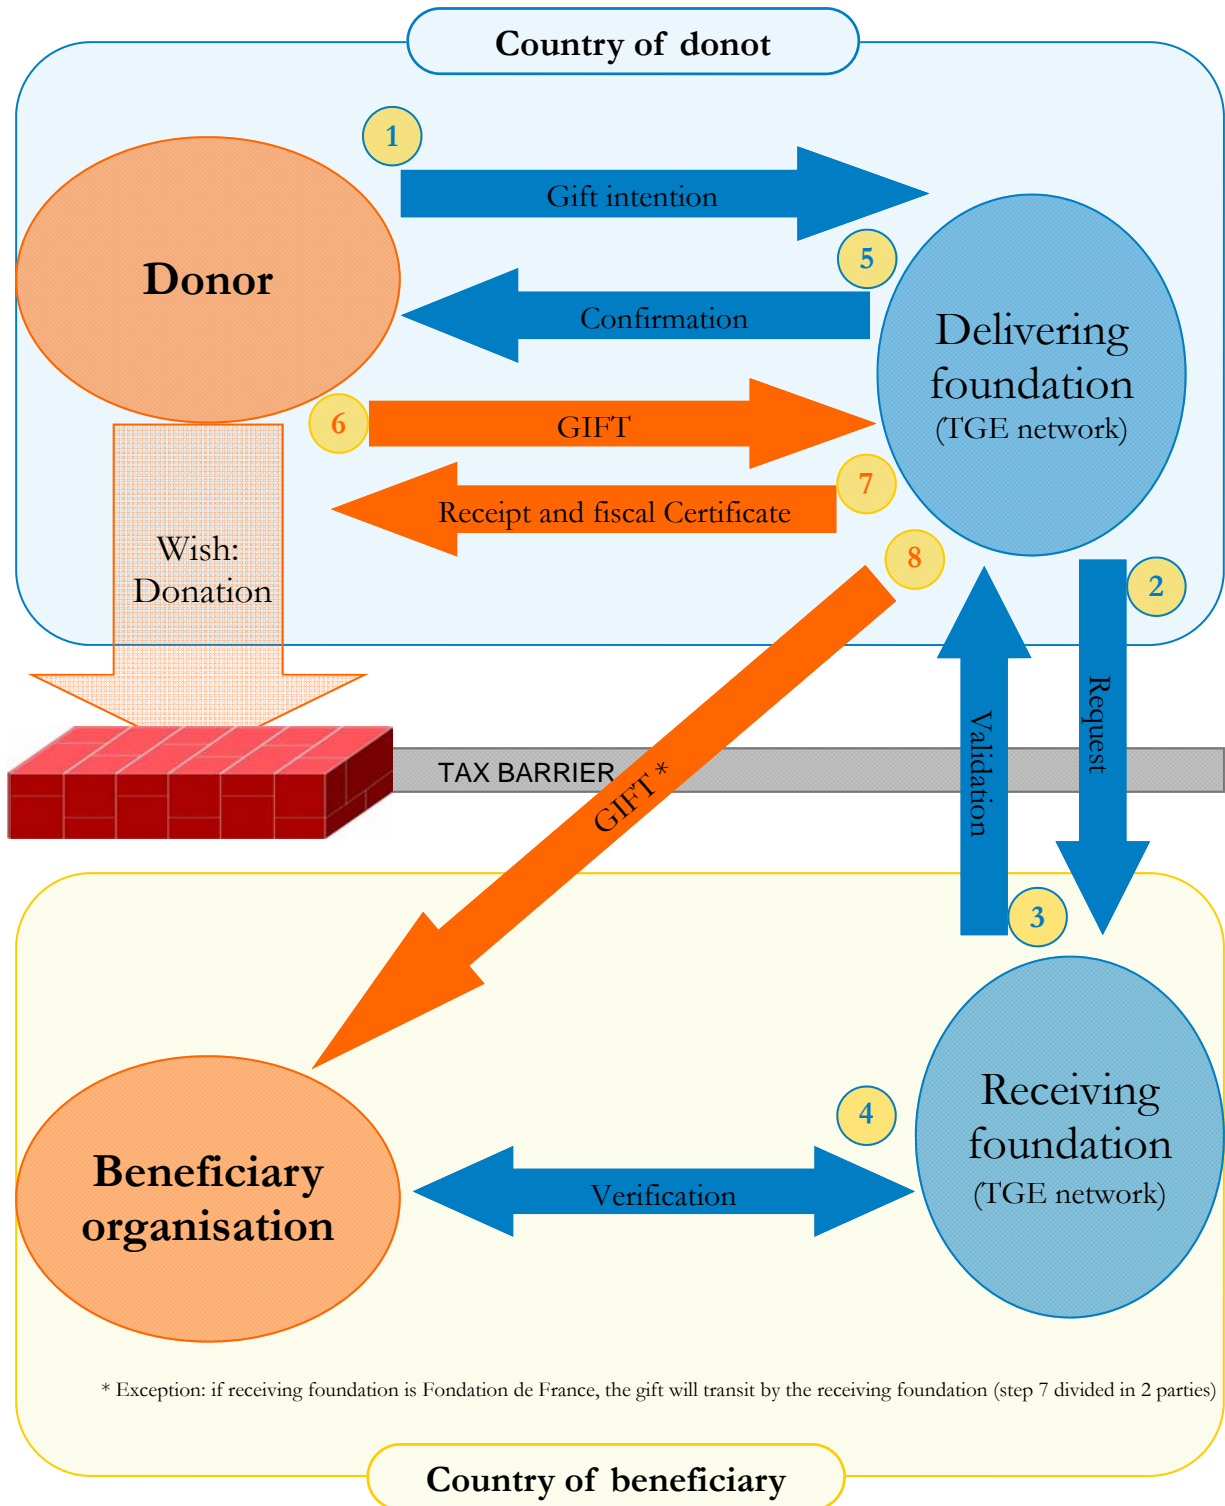 Country of donot
1
Gift intention
5
Donor
Confirmation
Delivering
foundation
(TGE network)
6
GIFT
7
Receipt and fiscal Certificate
8
Wish:
Donation
2
Request
Validation
TAX BARRIER
GIFT *
3
4
Receiving
foundation
(TGE network)
Verification
Beneficiary
organisation
* Exception: if receiving foundation is Fondation de France, the gift will transit by the receiving foundation (step 7 divided in 2 parties)
Country of beneficiary